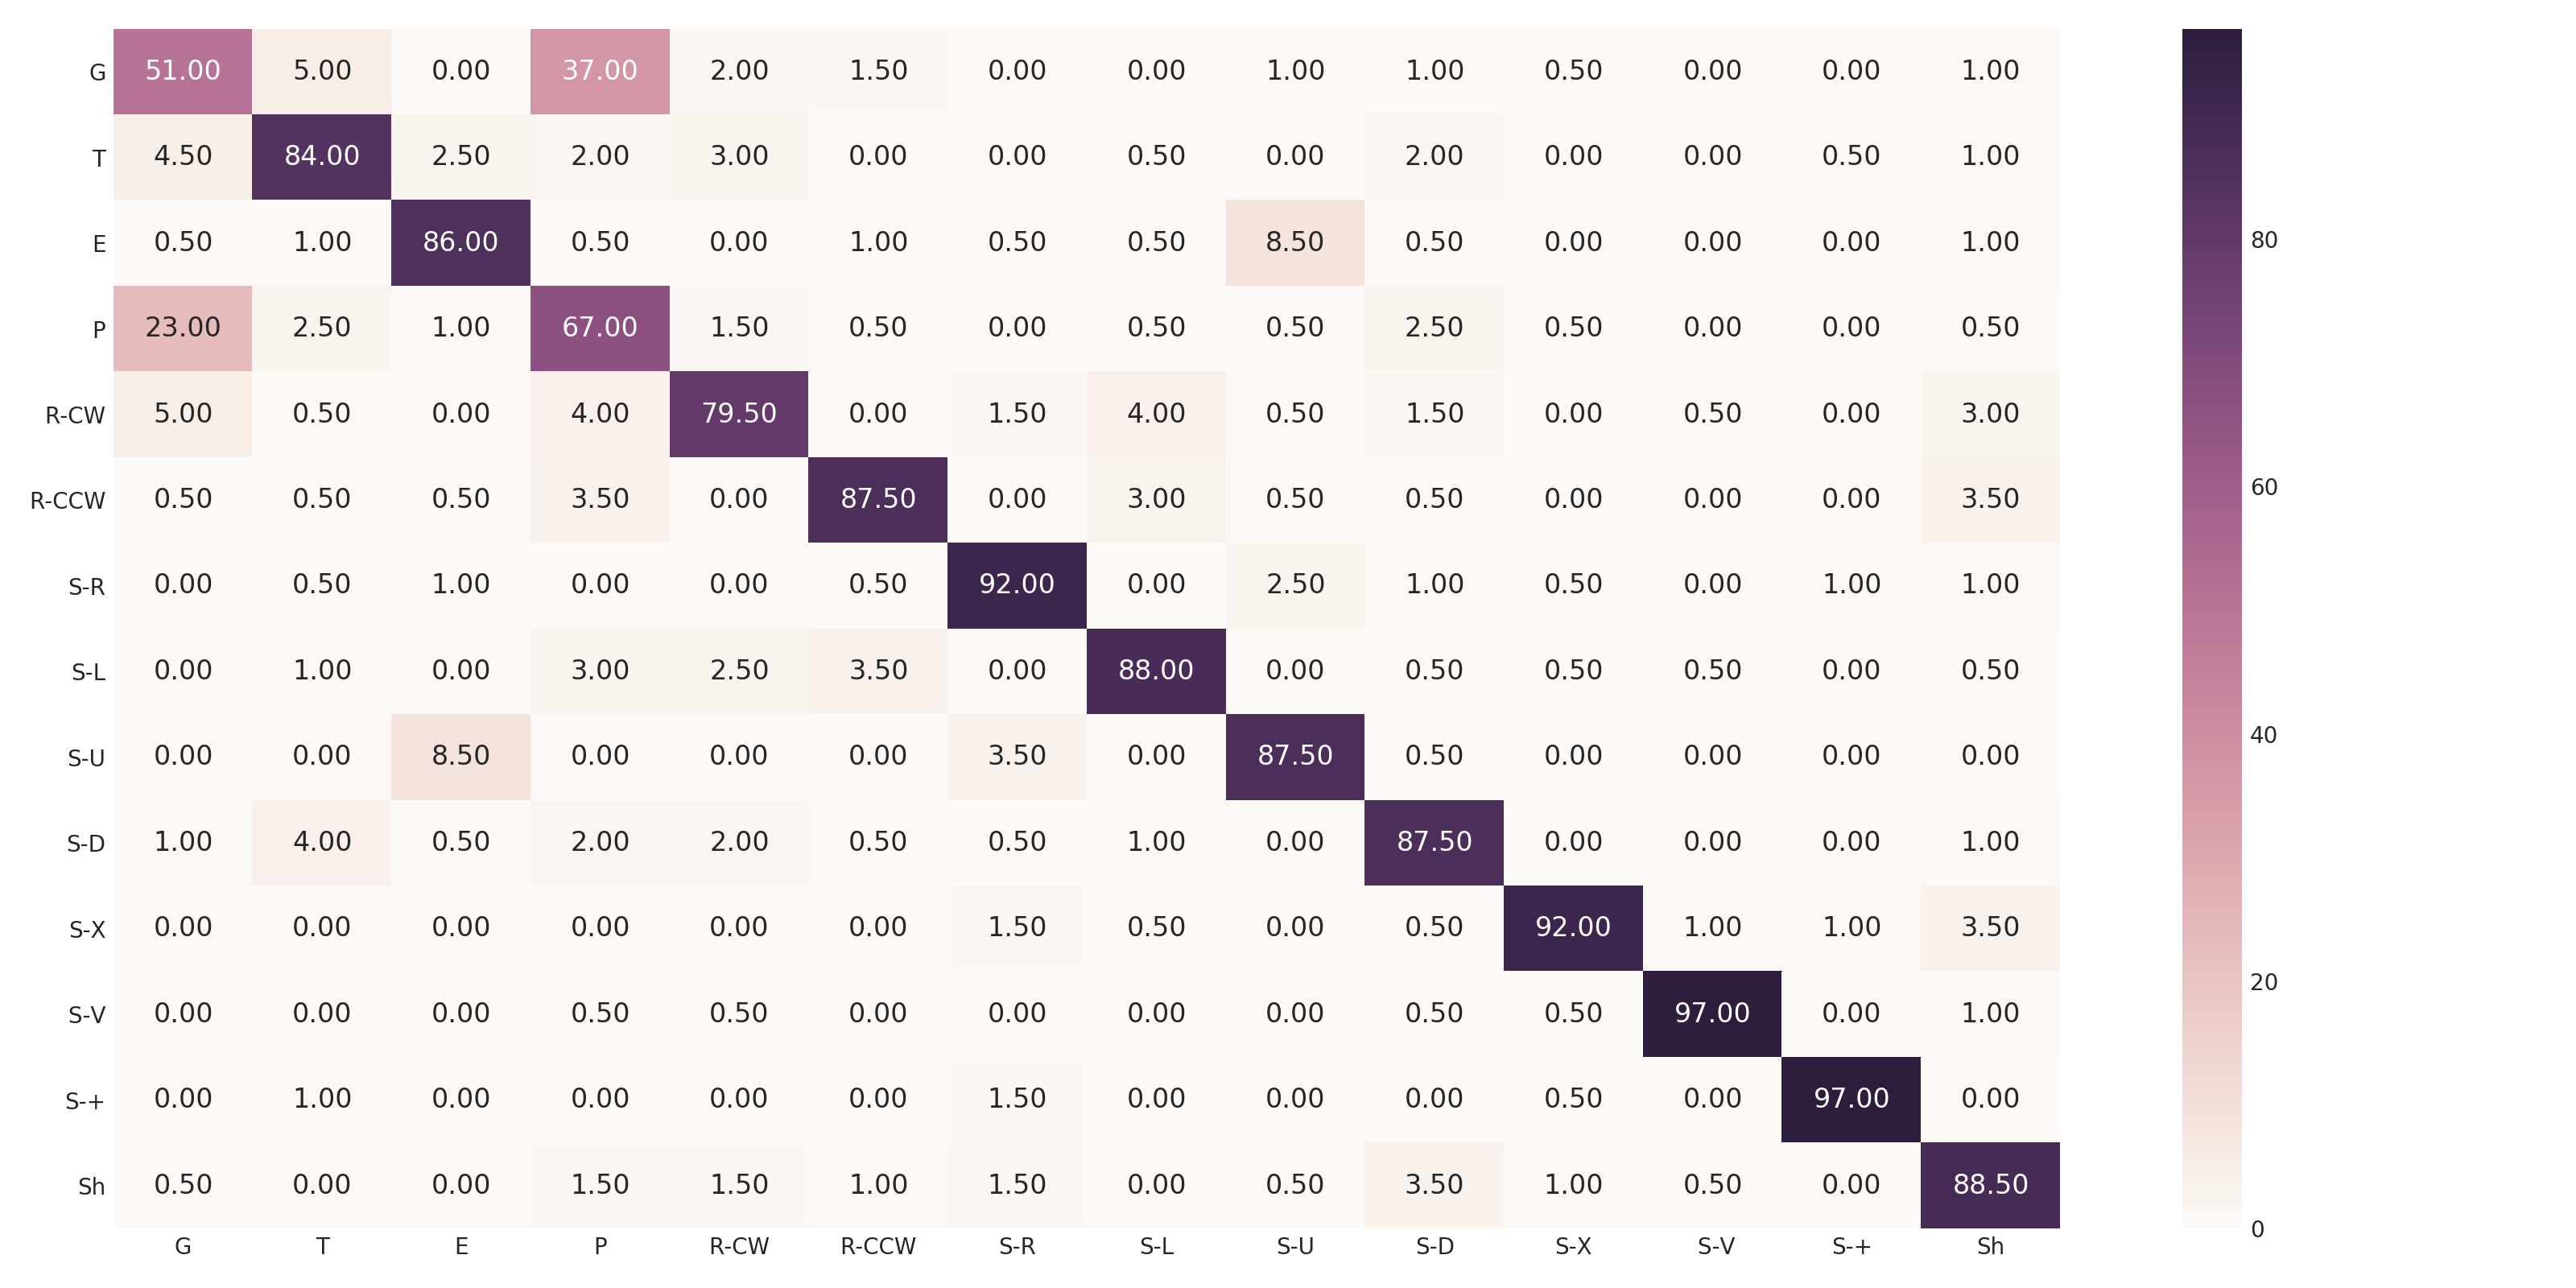 G 51.00 5.00 0.00 37.00 2.00 1.50 0.00 0.00 1.00 1.00 0.50 0.00 0.00 1.00
T 4.50 84.00 2.50 2.00 3.00 0.00 0.00 0.50 0.00 2.00 0.00 0.00 0.50 1.00
E 0.50 1.00 86.00 0.50 0.00 1.00 0.50 0.50 8.50 0.50 0.00 0.00 0.00 1.00
P 23.00 2.50 1.00 67.00 1.50 0.50 0.00 0.50 0.50 2.50 0.50 0.00 0.00 0.50
R-CW 5.00 0.50 0.00 4.00 79.50 0.00 1.50 4.00 0.50 1.50 0.00 0.50 0.00 3.00
R-CCW 0.50 0.50 0.50 3.50 0.00 87.50 0.00 3.00 0.50 0.50 0.00 0.00 0.00 3.50
S-R 0.00 0.50 1.00 0.00 0.00 0.50 92.00 0.00 2.50 1.00 0.50 0.00 1.00 1.00
S-L 0.00 1.00 0.00 3.00 2.50 3.50 0.00 88.00 0.00 0.50 0.50 0.50 0.00 0.50
S-U 0.00 0.00 8.50 0.00 0.00 0.00 3.50 0.00 87.50 0.50 0.00 0.00 0.00 0.00
S-D 1.00 4.00 0.50 2.00 2.00 0.50 0.50 1.00 0.00 87.50 0.00 0.00 0.00 1.00
S-X 0.00 0.00 0.00 0.00 0.00 0.00 1.50 0.50 0.00 0.50 92.00 1.00 1.00 3.50
S-V 0.00 0.00 0.00 0.50 0.50 0.00 0.00 0.00 0.00 0.50 0.50 97.00 0.00 1.00
S-+ 0.00 1.00 0.00 0.00 0.00 0.00 1.50 0.00 0.00 0.00 0.50 0.00 97.00 0.00
Sh 0.50 0.00 0.00 1.50 1.50 1.00 1.50 0.00 0.50 3.50 1.00 0.50 0.00 88.50
G T E P R-CW R-CCW S-R S-L S-U S-D S-X S-V S-+ Sh
80
60
40
20
0